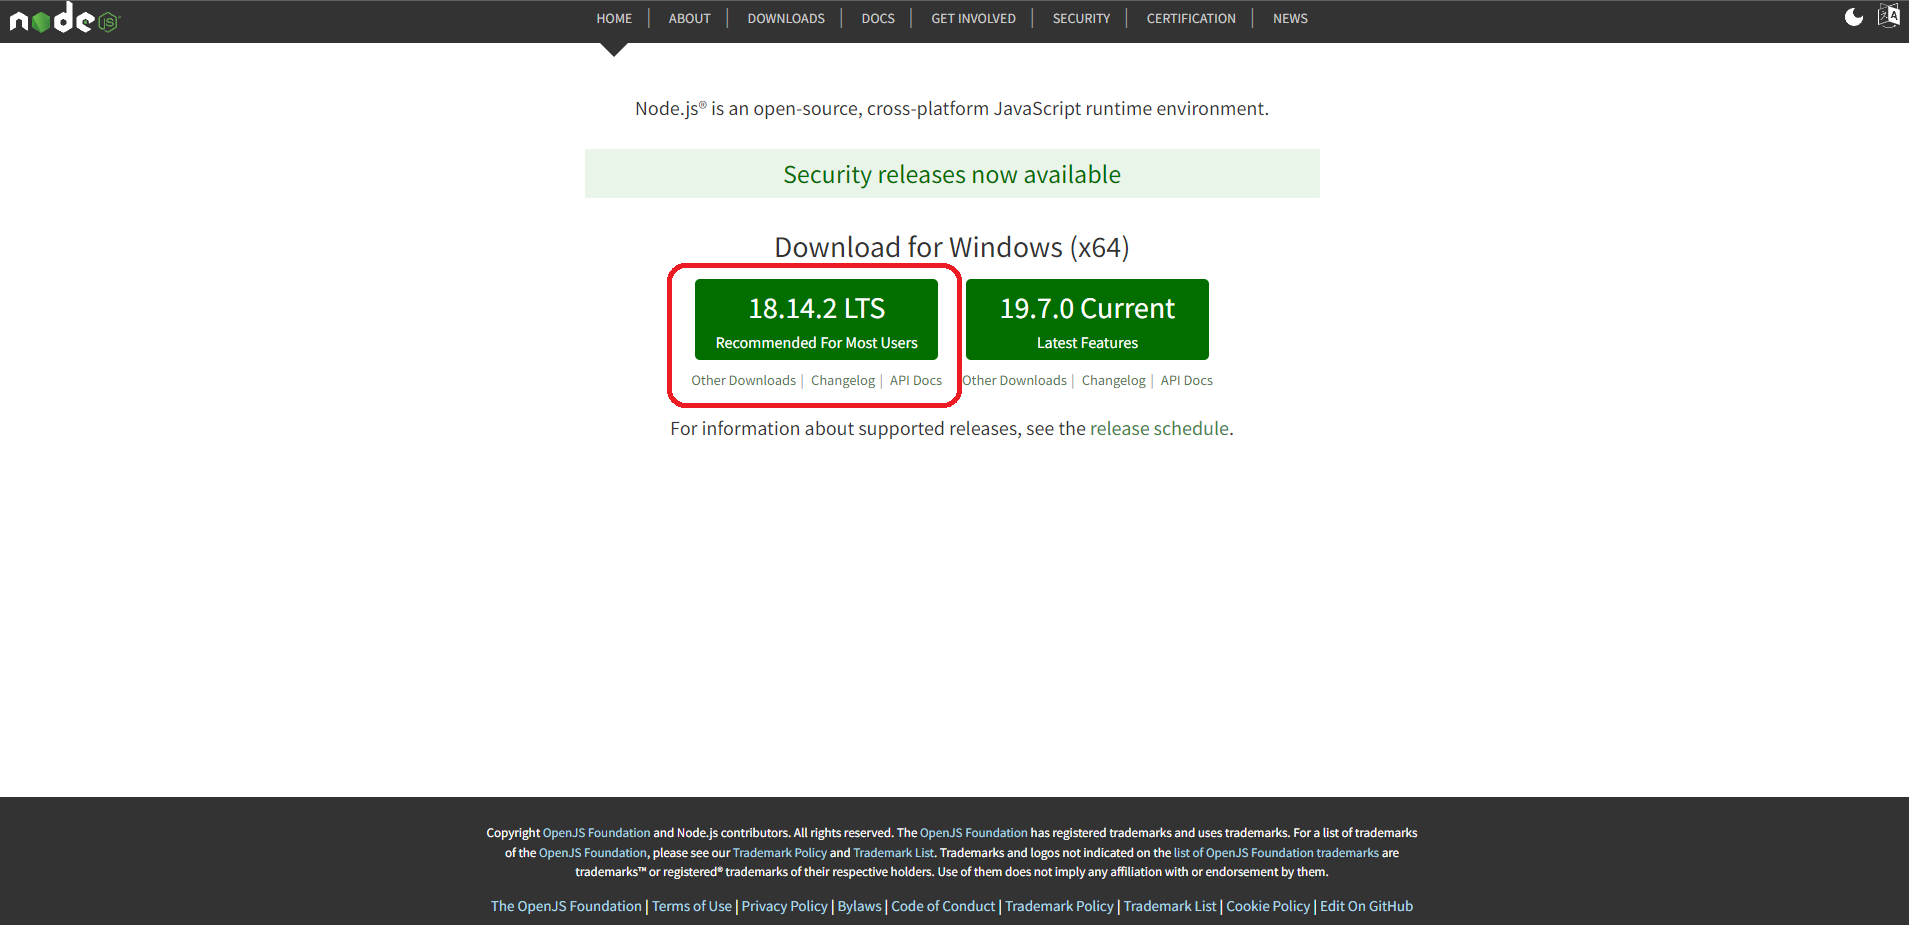 node JS
HOME | ABOUT | DOWNLOADS | DOCS | GET INVOLVED | SECURITY | CERTIFICATION | NEWS
Node.js® is an open-source, cross-platform JavaScript runtime environment.
Security releases now available
Download for Windows (x64)
18.14.2 LTS
Recommended For Most Users
Other Downloads | Changelog | API Docs
19.7.0 Current
Latest Features
Other Downloads | Changelog | API Docs
For information about supported releases, see the release schedule.
Copyright OpenJS Foundation and Node.js contributors. All rights reserved. The OpenJS Foundation has registered trademarks and uses trademarks. For a list of trademarks
of the OpenJS Foundation, please see our Trademark Policy and Trademark List. Trademarks and logos not indicated on the list of OpenJS Foundation trademarks are
trademarks™ or registered® trademarks of their respective holders. Use of them does not imply any affiliation with or endorsement by them.
The OpenJS Foundation | Terms of Use | Privacy Policy | Bylaws | Code of Conduct | Trademark Policy | Trademark List | Cookie Policy | Edit On GitHub